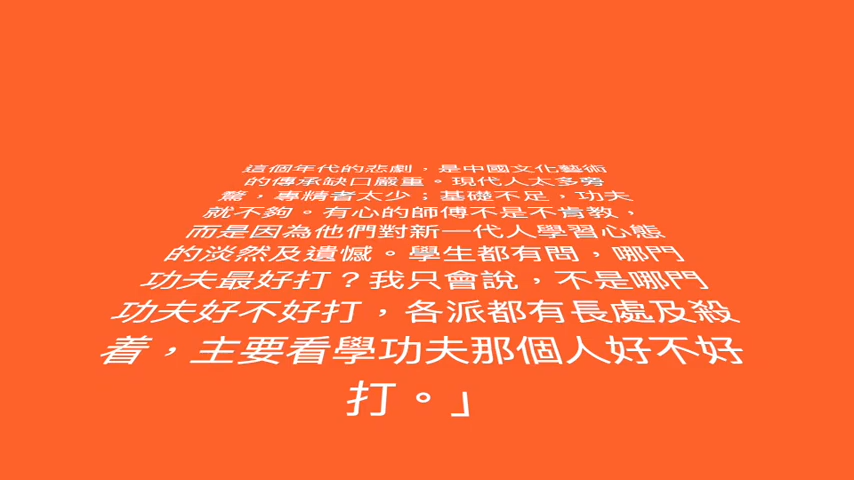 這個年代的悲劇，是中國文化藝術
的傳承缺口嚴重。現代人太多旁
騖，專精者太少；基礎不足，功夫
就不夠。有心的師傅不是不肯教，
而是因為他們對新一代人學習心態
的淡然及遺憾。學生都有問，哪門
功夫最好打？我只會說，不是哪門
功夫好不好打，各派都有長處及殺
着，主要看學功夫那個人好不好
打。」